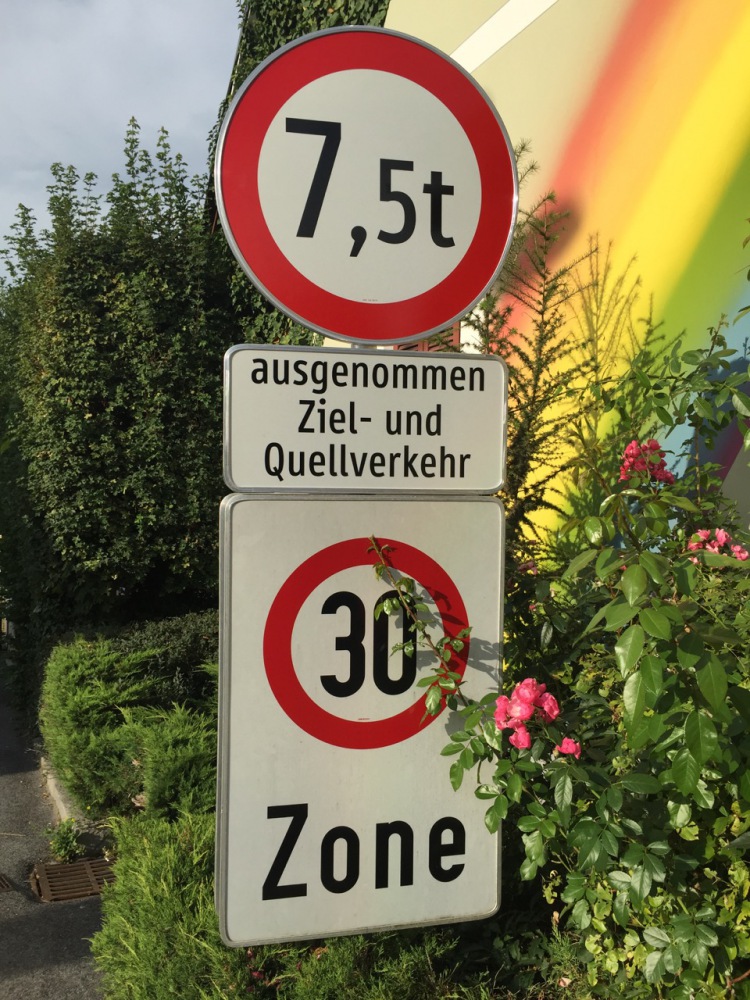 7,5t
ausgenommen
Ziel- und
Quellverkehr
30
Zone